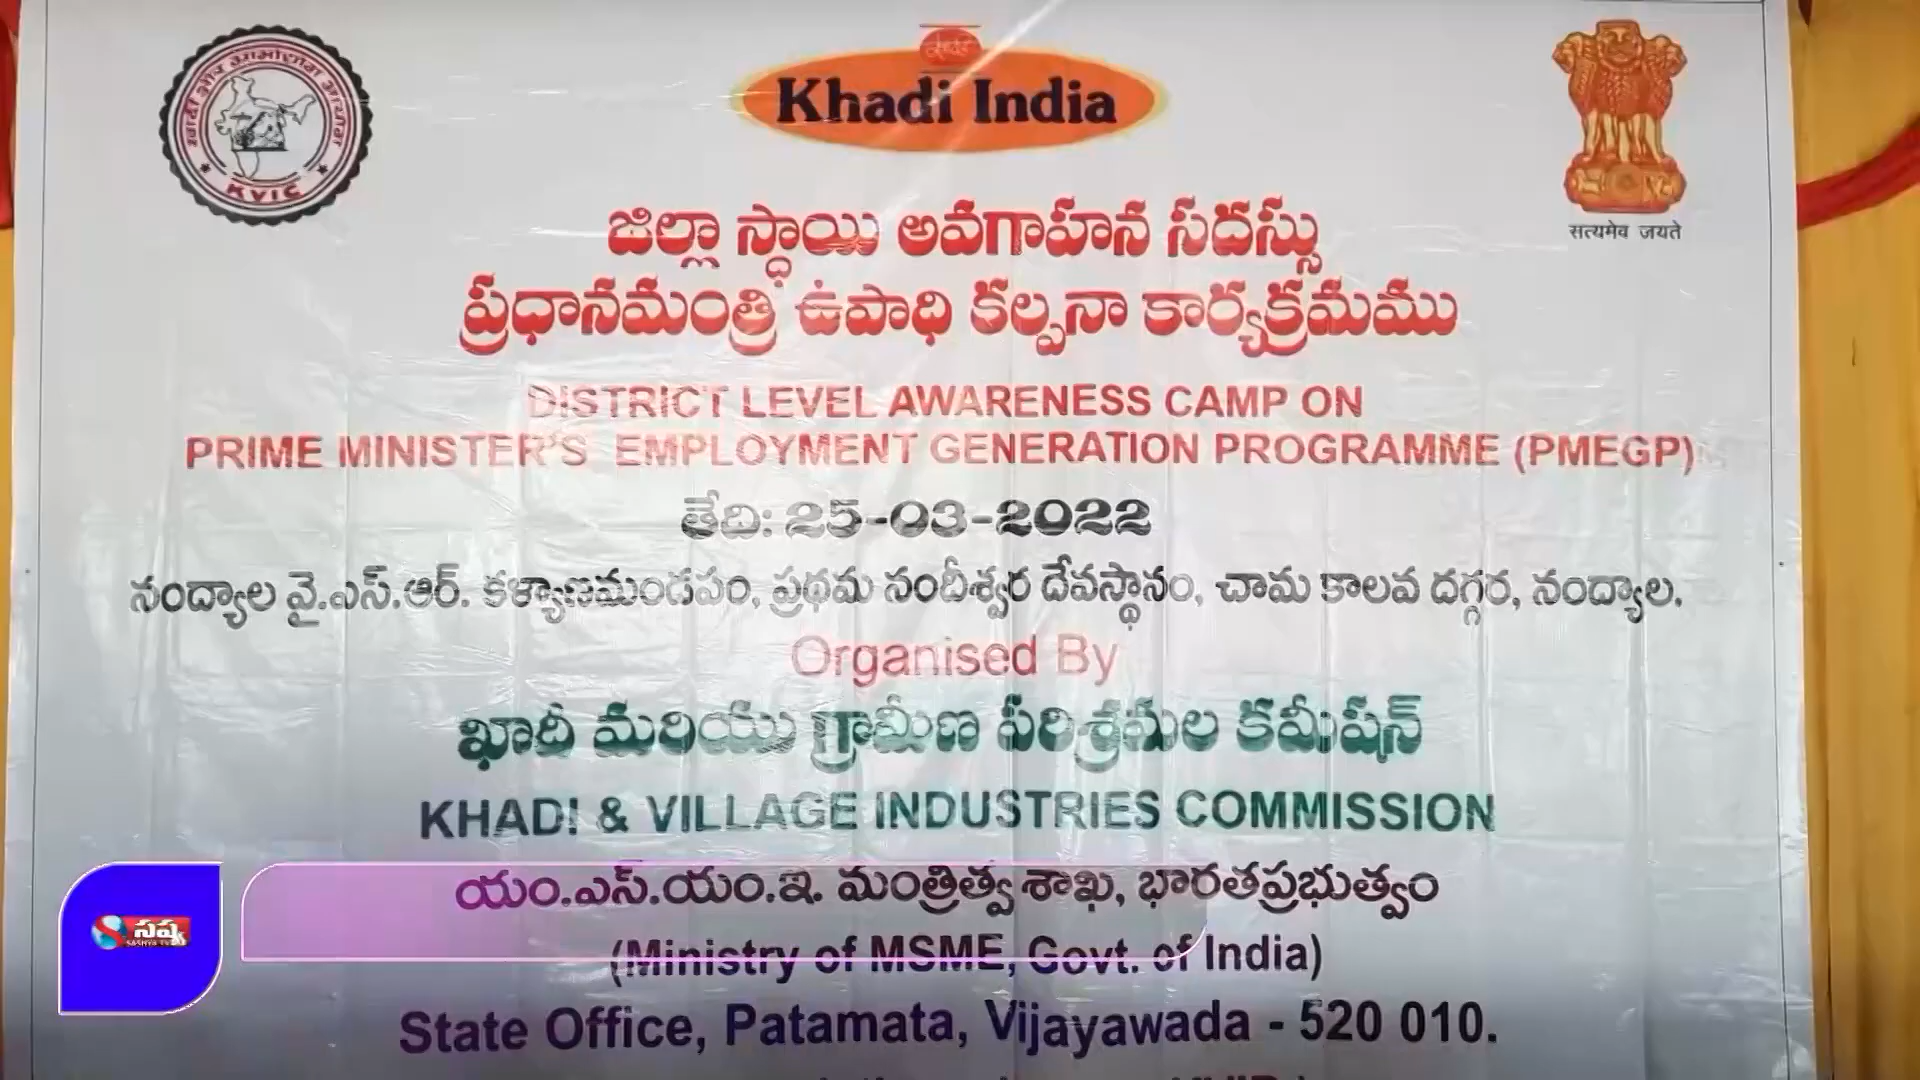 खादी और ग्रामोद्योग आयोग
KVIC
Khadi India
सत्यमेव जयते
జిల్లా స్థాయి అవగాహన సదస్సు
ప్రధానమంత్రి ఉపాధి కల్పనా కార్యక్రమము
DISTRICT LEVEL AWARENESS CAMP ON
PRIME MINISTER'S EMPLOYMENT GENERATION PROGRAMME (PMEGP)
తేది: 25-03-2022
నంద్యాల వై.ఎస్.ఆర్. కళ్యాణమండపం, ప్రథమ నందీశ్వర దేవస్థానం, చామ కాలవ దగ్గర, నంద్యాల.
Organised By
ఖాదీ మరియు గ్రామీణ పరిశ్రమల కమీషన్
KHADI & VILLAGE INDUSTRIES COMMISSION
యం.ఎస్.యం.ఇ. మంత్రిత్వ శాఖ, భారతప్రభుత్వం
(Ministry of MSME, Govt. of India)
State Office, Patamata, Vijayawada - 520 010.